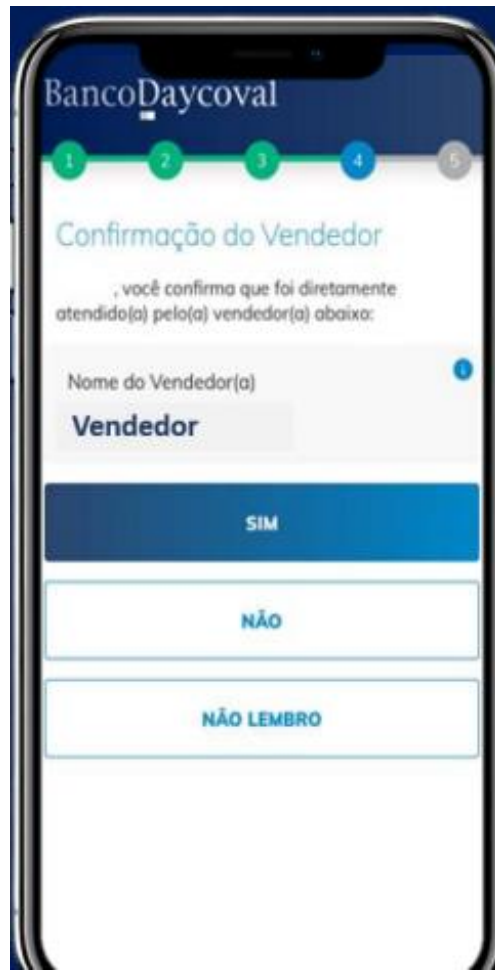 BancoDaycoval
1 2 3 4 5
Confirmação do Vendedor
, você confirma que foi diretamente
atendido(a) pelo(a) vendedor(a) abaixo:
Nome do Vendedor(a)
i
Vendedor
SIM
NÃO
NÃO LEMBRO